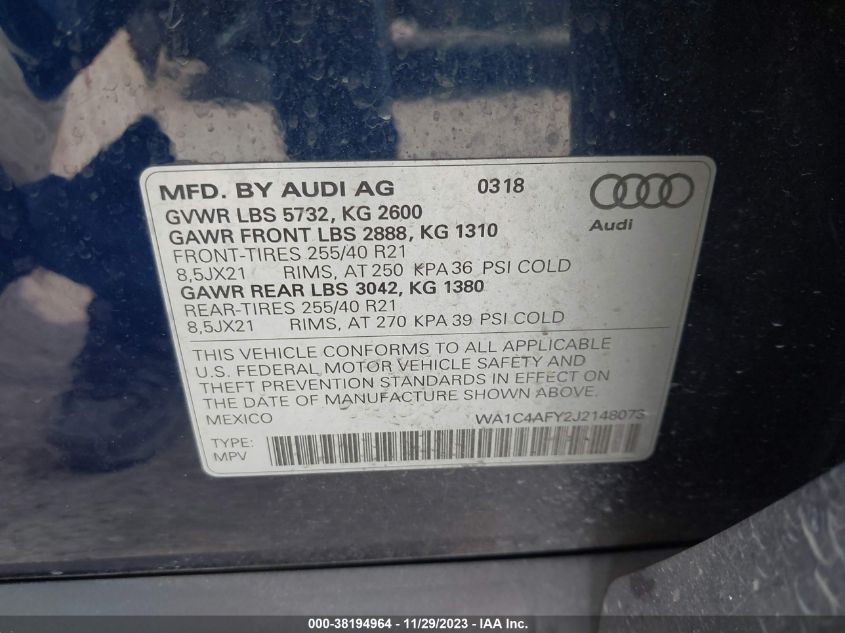 MFD. BY AUDI AG 0318
GVWR LBS 5732, KG 2600
GAWR FRONT LBS 2888, KG 1310
FRONT-TIRES 255/40 R21
8,5JX21 RIMS, AT 250 KPA 36 PSI COLD
GAWR REAR LBS 3042, KG 1380
REAR-TIRES 255/40 R21
8,5JX21 RIMS, AT 270 KPA 39 PSI COLD
Audi
THIS VEHICLE CONFORMS TO ALL APPLICABLE
U.S. FEDERAL MOTOR VEHICLE SAFETY AND
THEFT PREVENTION STANDARDS IN EFFECT ON
THE DATE OF MANUFACTURE SHOWN ABOVE.
MEXICO WA1C4AFY2J2148073
TYPE:
MPV
000-38194964 - 11/29/2023 - IAA Inc.